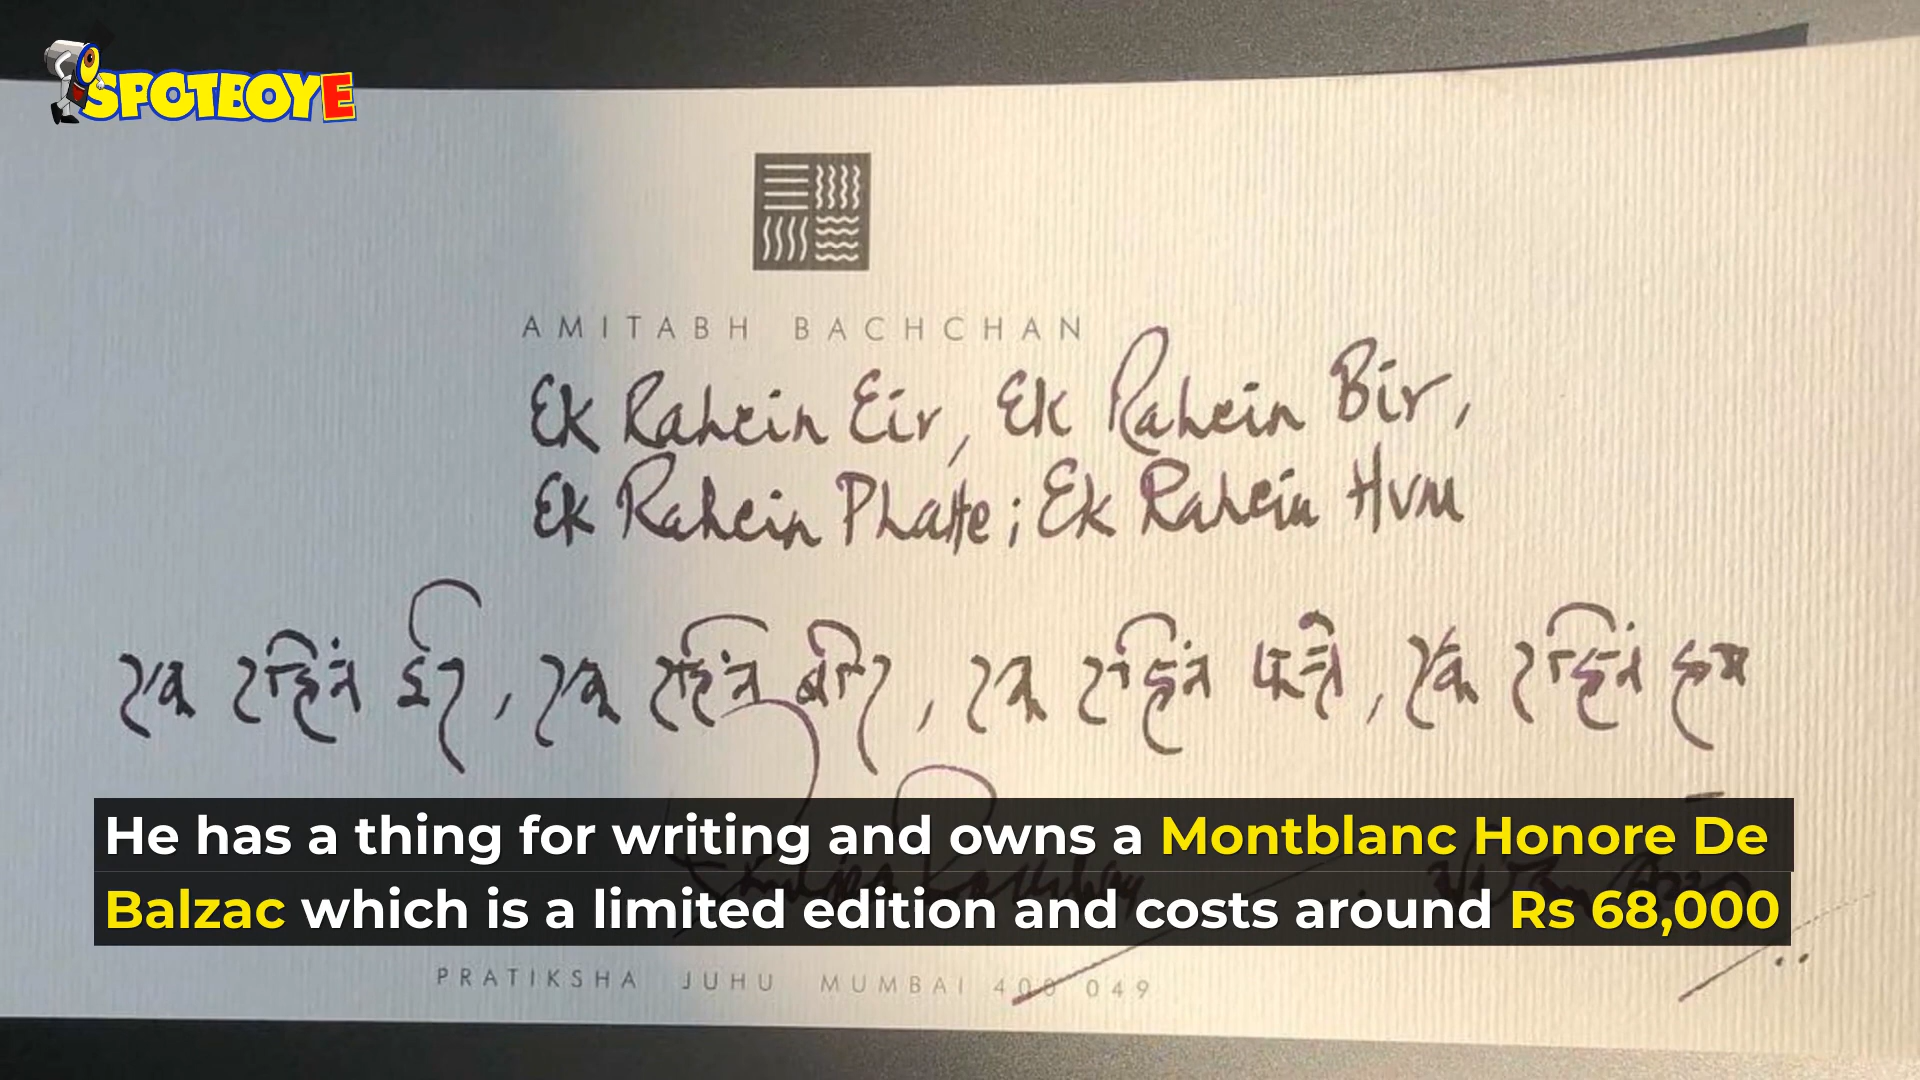 SPOTBOYE
AMITABH BACHCHAN
Ek Rahein Eir, Ek Rahein Bir,
Ek Rahein Phatte; Ek Rahein Hum
एक रहिन ईर, एक रहिन बीर, एक रहिन फत्ते, एक रहिन हम
He has a thing for writing and owns a Montblanc Honore De
Balzac which is a limited edition and costs around Rs 68,000
PRATIKSHA JUHU MUMBAI 400 049